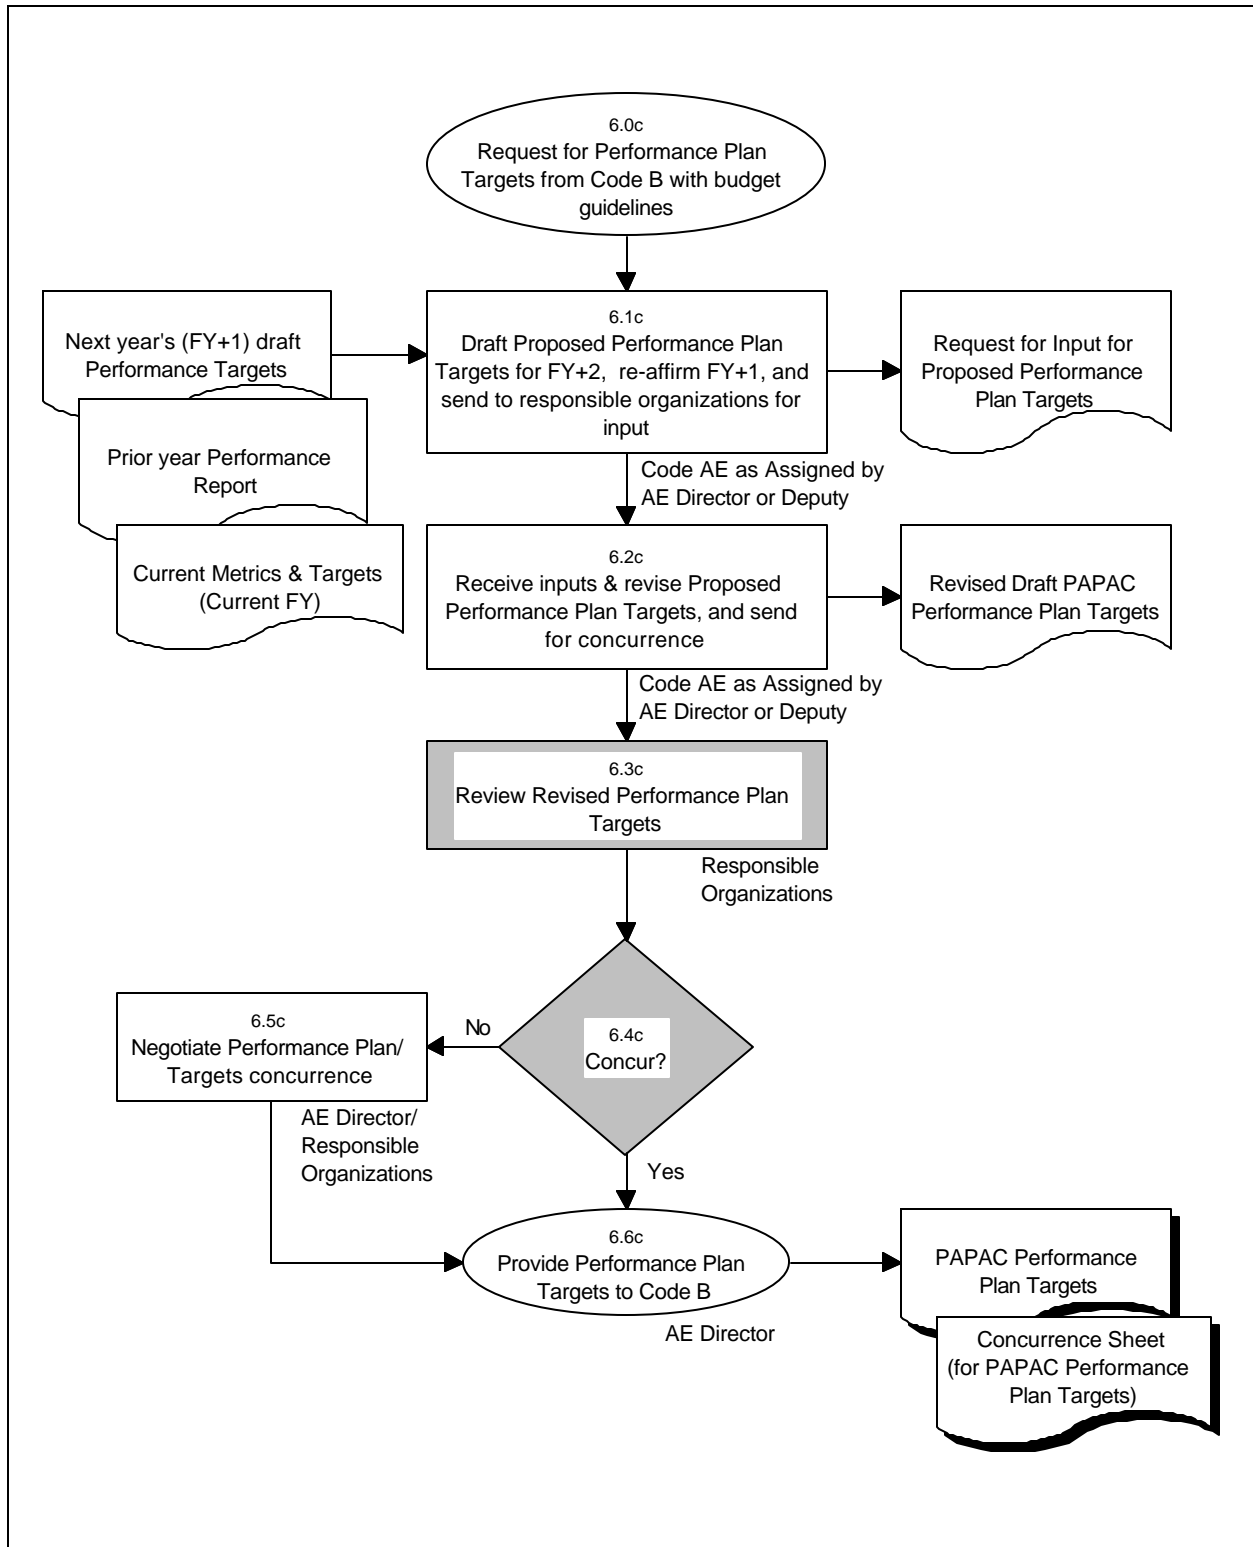 6.0c
Request for Performance Plan
Targets from Code B with budget
guidelines
Next year's (FY+1) draft
Performance Targets
Prior year Performance
Report
Current Metrics & Targets
(Current FY)
6.1c
Draft Proposed Performance Plan
Targets for FY+2, re-affirm FY+1, and
send to responsible organizations for
input
Request for Input for
Proposed Performance
Plan Targets
Code AE as Assigned by
AE Director or Deputy
6.2c
Receive inputs & revise Proposed
Performance Plan Targets, and send
for concurrence
Revised Draft PAPAC
Performance Plan Targets
Code AE as Assigned by
AE Director or Deputy
6.3c
Review Revised Performance Plan
Targets
Responsible
Organizations
6.4c
Concur?
No
6.5c
Negotiate Performance Plan/
Targets concurrence
AE Director/
Responsible
Organizations
Yes
6.6c
Provide Performance Plan
Targets to Code B
AE Director
PAPAC Performance
Plan Targets
Concurrence Sheet
(for PAPAC Performance
Plan Targets)